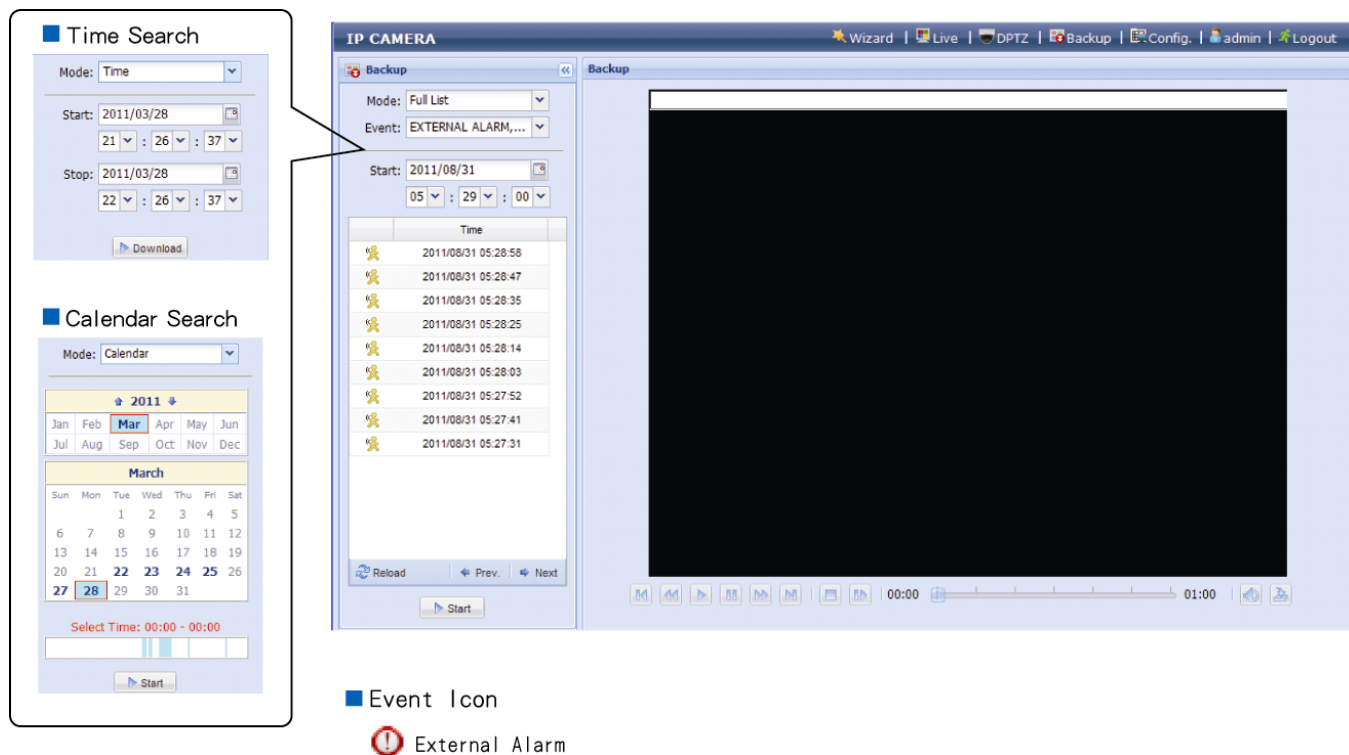 Time Search
Mode: Time
Start: 2011/03/28
21 : 26 : 37
Stop: 2011/03/28
22 : 26 : 37
Download
Calendar Search
Mode: Calendar
2011
Jan Feb Mar Apr May Jun
Jul Aug Sep Oct Nov Dec
March
Sun Mon Tue Wed Thu Fri Sat
1 2 3 4 5
6 7 8 9 10 11 12
13 14 15 16 17 18 19
20 21 22 23 24 25 26
27 28 29 30 31
Select Time: 00:00 - 00:00
Start
IP CAMERA
Wizard | Live | DPTZ | Backup | Config. | admin | Logout
Backup
Mode: Full List
Event: EXTERNAL ALARM,...
Start: 2011/08/31
05 : 29 : 00
Time
2011/08/31 05:28:58
2011/08/31 05:28:47
2011/08/31 05:28:35
2011/08/31 05:28:25
2011/08/31 05:28:14
2011/08/31 05:28:03
2011/08/31 05:27:52
2011/08/31 05:27:41
2011/08/31 05:27:31
Reload Prev. Next
Start
Backup
00:00 01:00
Event Icon
External Alarm